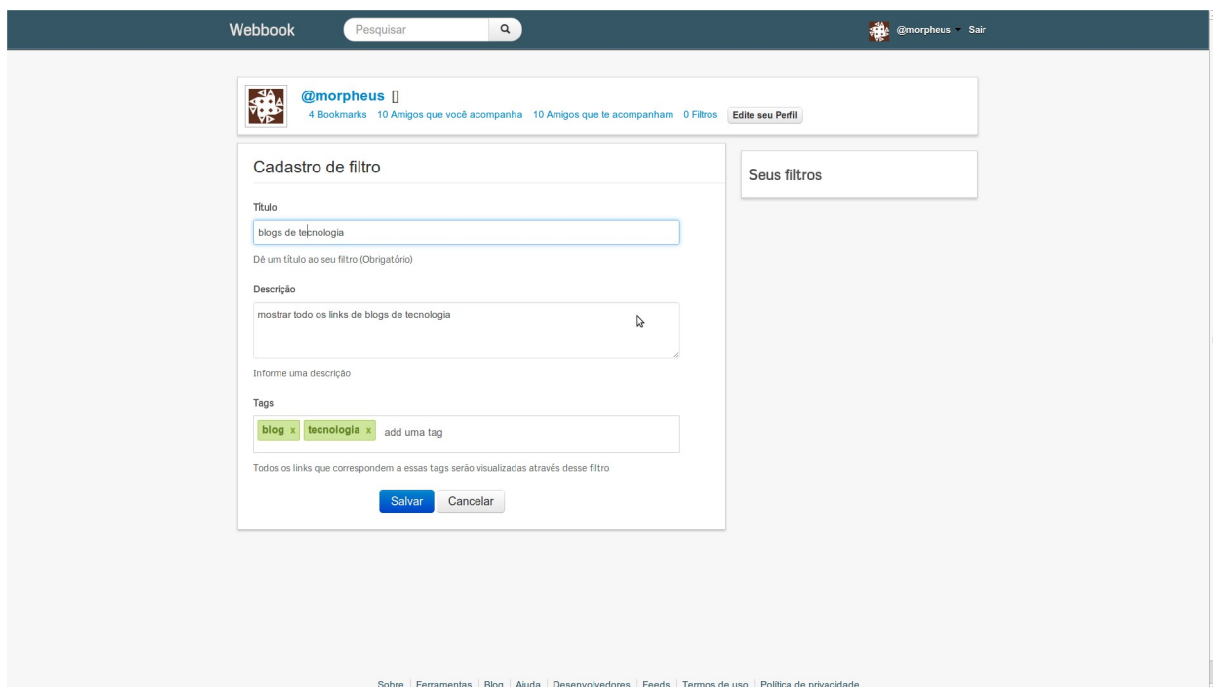 Webbook Pesquisar @morpheus Sair
@morpheus []
4 Bookmarks 10 Amigos que você acompanha 10 Amigos que te acompanham 0 Filtros Edite seu Perfil
Cadastro de filtro
Seus filtros
Título
blogs de tecnologia
Dê um título ao seu filtro (Obrigatório)
Descrição
mostrar todo os links de blogs de tecnologia
Informe uma descrição
Tags
blog x tecnologia x add uma tag
Todos os links que correspondem a essas tags serão visualizadas através desse filtro
Salvar Cancelar
Sobre Ferramentas Blog Ajuda Desenvolvedores Feeds Termos de uso Política de privacidade